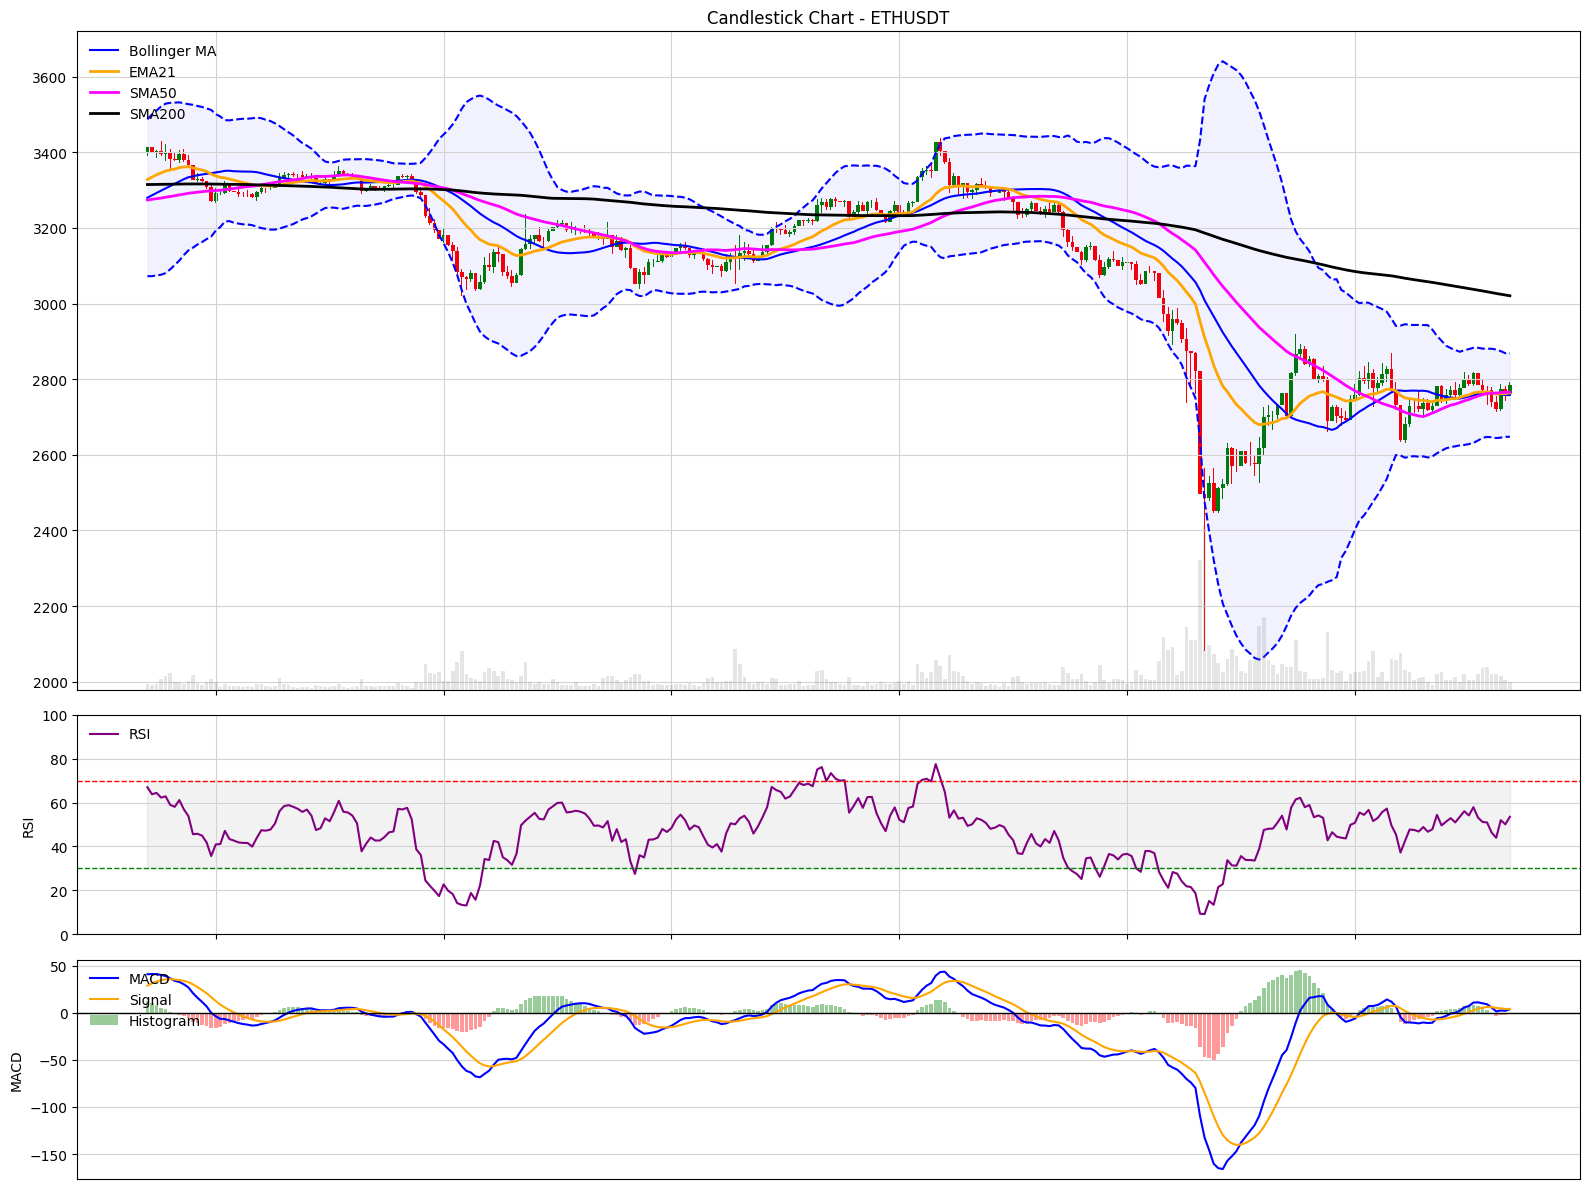 Candlestick Chart - ETHUSDT
Bollinger MA
EMA21
SMA50
SMA200
3600
3400
3200
3000
2800
2600
2400
2200
2000
RSI
100
80
60
40
20
0
RSI
MACD
Signal
Histogram
50
0
−50
−100
−150
MACD